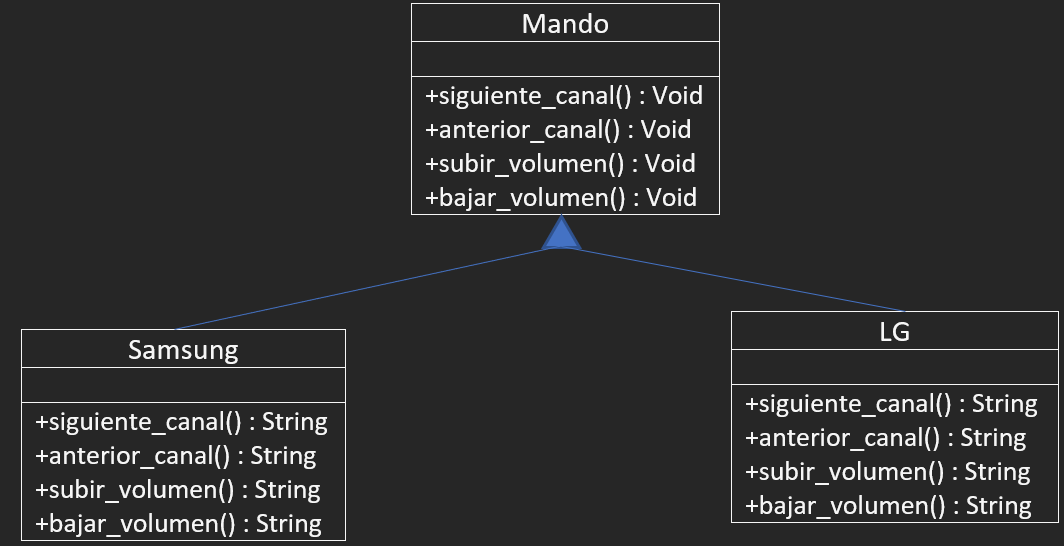 Mando
+siguiente_canal() : Void
+anterior_canal() : Void
+subir_volumen() : Void
+bajar_volumen() : Void
Samsung
+siguiente_canal() : String
+anterior_canal() : String
+subir_volumen() : String
+bajar_volumen() : String
LG
+siguiente_canal() : String
+anterior_canal() : String
+subir_volumen() : String
+bajar_volumen() : String